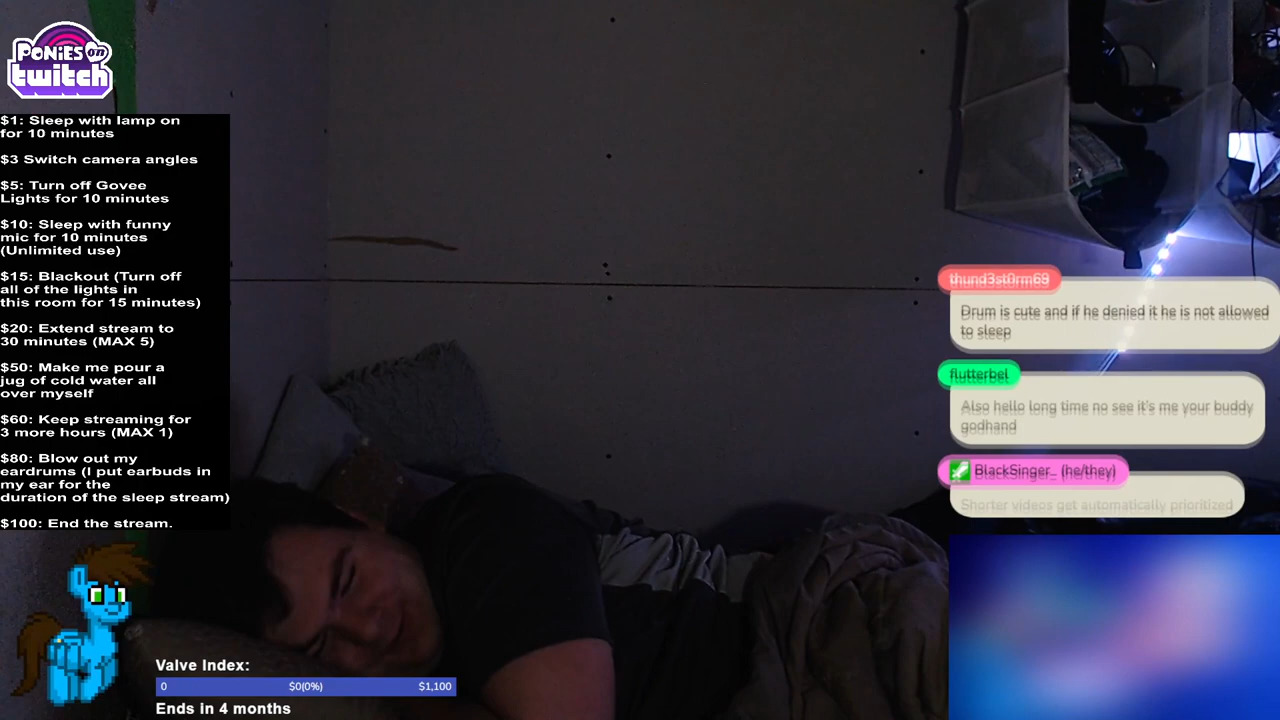 PONiES on
twitch
$1: Sleep with lamp on
for 10 minutes
$3 Switch camera angles
$5: Turn off Govee
Lights for 10 minutes
$10: Sleep with funny
mic for 10 minutes
(Unlimited use)
$15: Blackout (Turn off
all of the lights in
this room for 15 minutes)
$20: Extend stream to
30 minutes (MAX 5)
$50: Make me pour a
jug of cold water all
over myself
$60: Keep streaming for
3 more hours (MAX 1)
$80: Blow out my
eardrums (I put earbuds in
my ear for the
duration of the sleep stream)
$100: End the stream.
thund3st0rm69
Drum is cute and if he denied it he is not allowed
to sleep
flutterbel
Also hello long time no see it's me your buddy
godhand
BlackSinger_ (he/they)
Shorter videos get automatically prioritized
Valve Index:
0 $0(0%) $1,100
Ends in 4 months